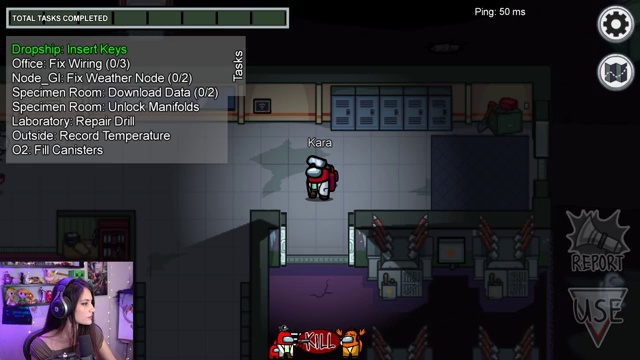 TOTAL TASKS COMPLETED
Ping: 50 ms
Dropship: Insert Keys
Office: Fix Wiring (0/3)
Node_GI: Fix Weather Node (0/2)
Specimen Room: Download Data (0/2)
Specimen Room: Unlock Manifolds
Laboratory: Repair Drill
Outside: Record Temperature
O2: Fill Canisters
Tasks
Kara
REPORT
USE
KILL